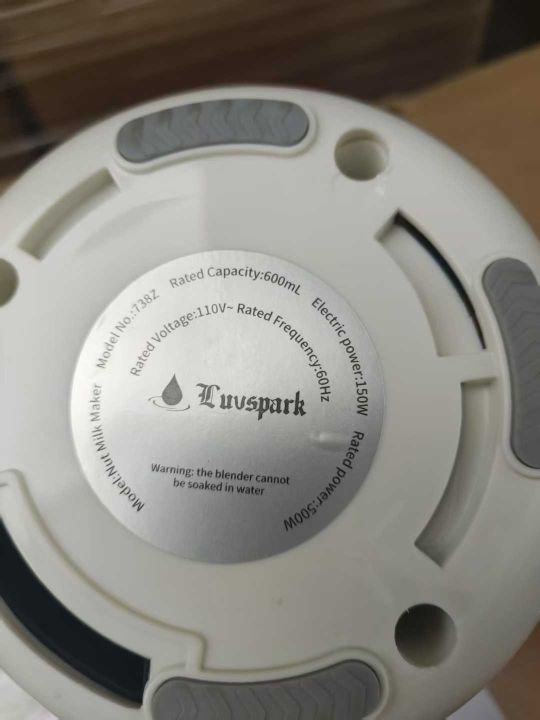 Model:Nut Milk Maker
Model No.:738Z
Rated Capacity:600mL
Electric power:150W
Rated power:500W
Rated Voltage:110V~ Rated Frequency:60Hz
Luvspark
Warning: the blender cannot
be soaked in water